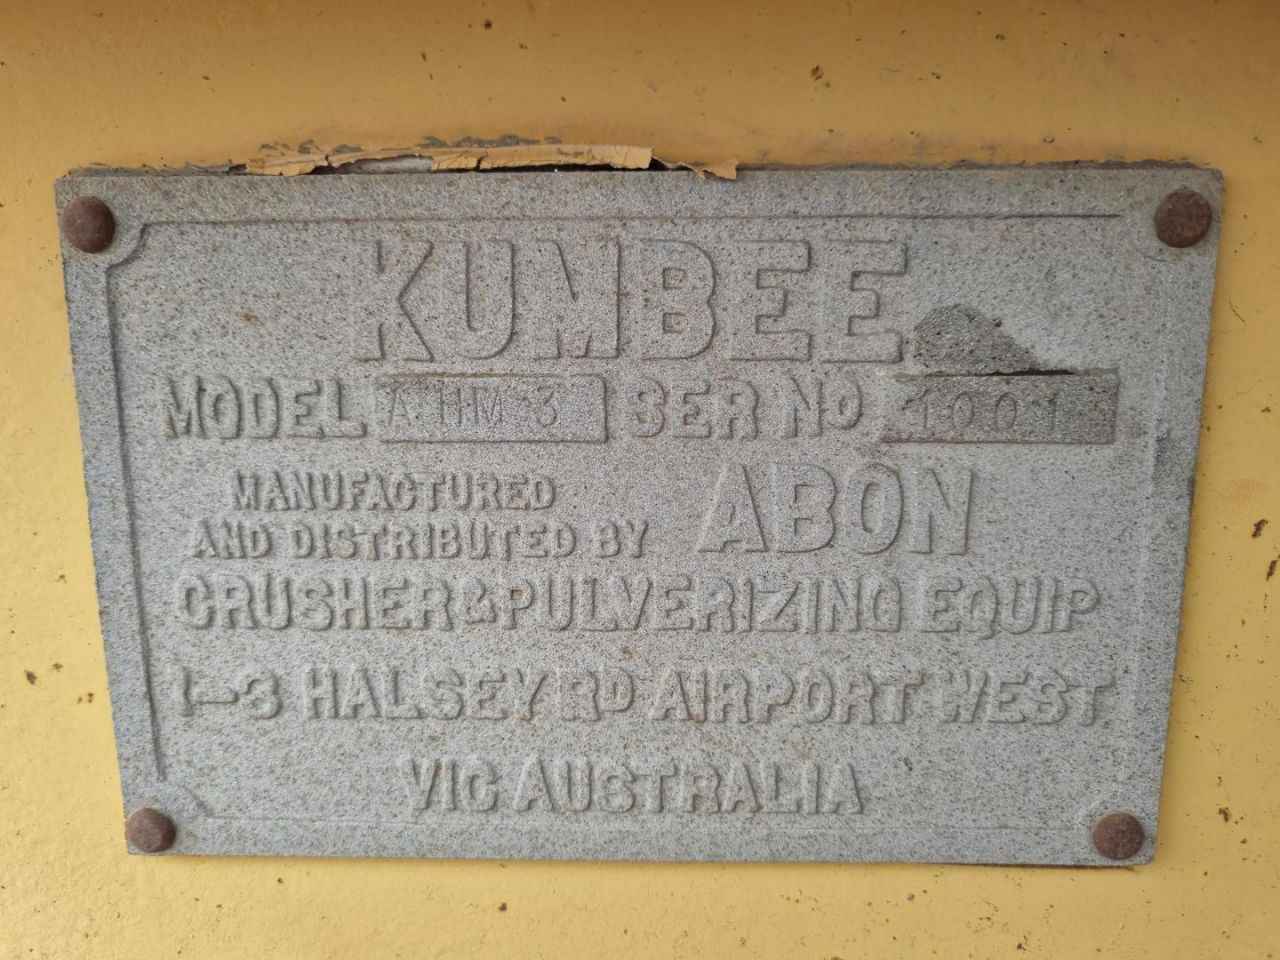 KUMBEE
MODEL A.HM 3 SER NO 1001
MANUFACTURED
AND DISTRIBUTED BY ABON
CRUSHER & PULVERIZING EQUIP
1-3 HALSEY RD AIRPORT WEST
VIC AUSTRALIA